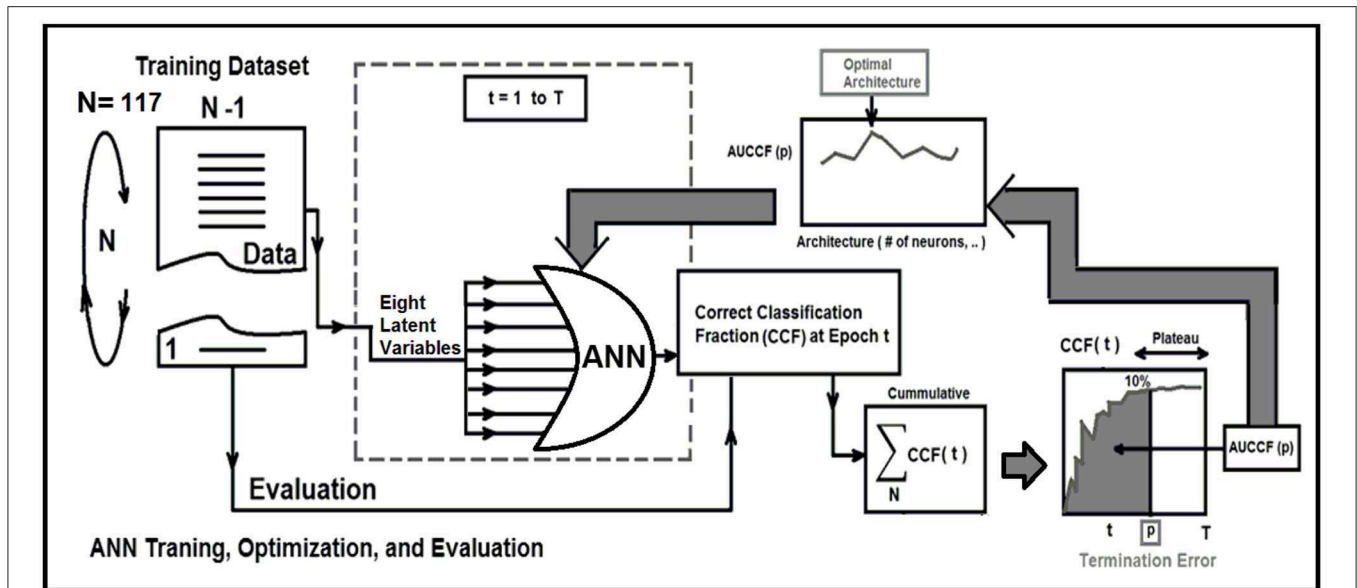 Training Dataset
N= 117
N -1
N
Data
1
t = 1 to T
Eight
Latent
Variables
ANN
Evaluation
Optimal
Architecture
AUCCF (p)
Architecture ( # of neurons, .. )
Correct Classification
Fraction (CCF) at Epoch t
Cummulative
∑ CCF( t )
N
CCF( t )
Plateau
10%
AUCCF (p)
t
p
T
Termination Error
ANN Traning, Optimization, and Evaluation